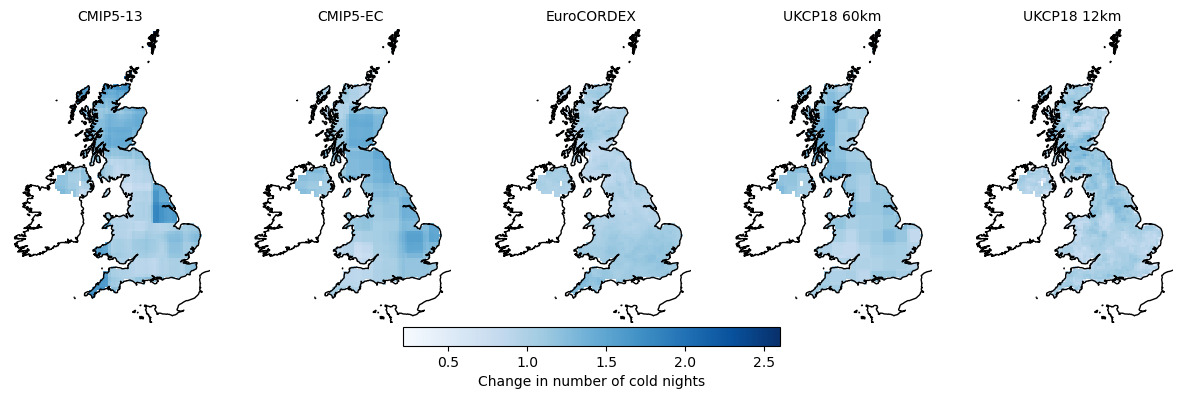 CMIP5-13 CMIP5-EC EuroCORDEX UKCP18 60km UKCP18 12km
0.5 1.0 1.5 2.0 2.5
Change in number of cold nights